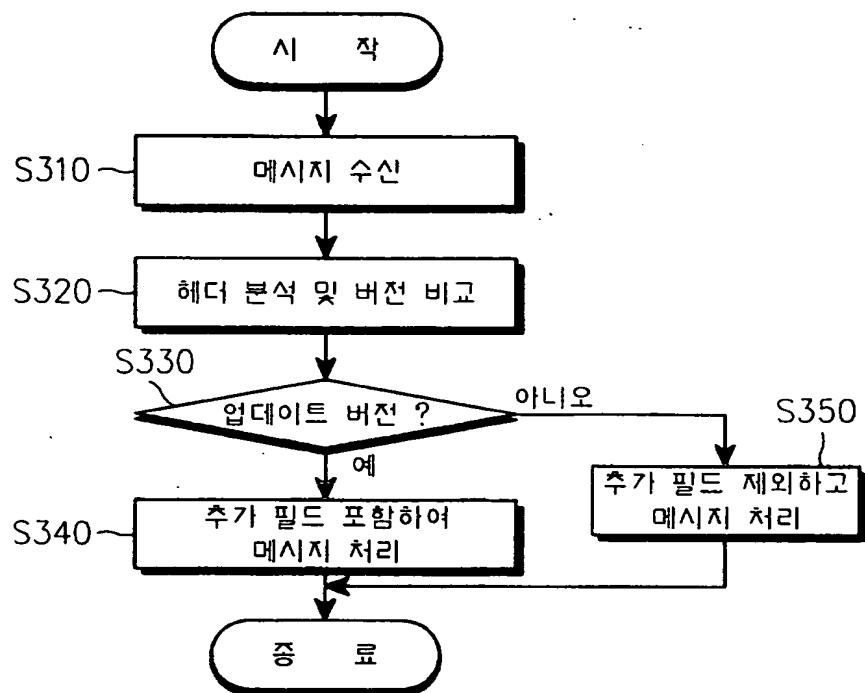 시 작
S310
메시지 수신
S320
헤더 분석 및 버전 비교
S330
업데이트 버전 ?
아니오
예
S350
추가 필드 제외하고
메시지 처리
S340
추가 필드 포함하여
메시지 처리
종 료